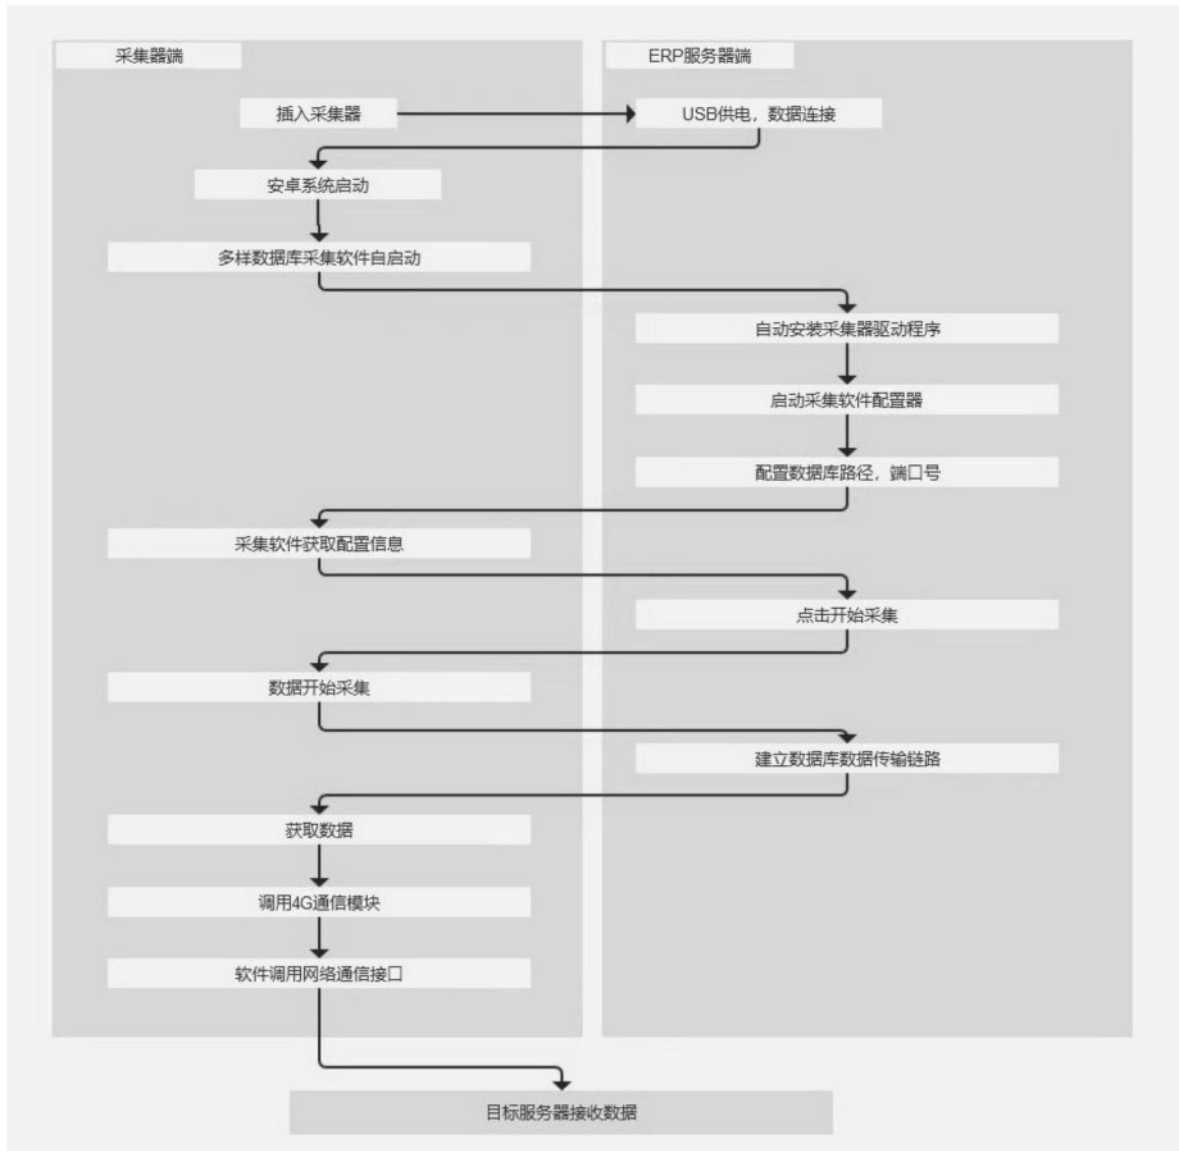 采集器端
ERP服务器端
插入采集器
USB供电，数据连接
安卓系统启动
多样数据库采集软件自启动
自动安装采集器驱动程序
启动采集软件配置器
配置数据库路径，端口号
采集软件获取配置信息
点击开始采集
数据开始采集
建立数据库数据传输链路
获取数据
调用4G通信模块
软件调用网络通信接口
目标服务器接收数据